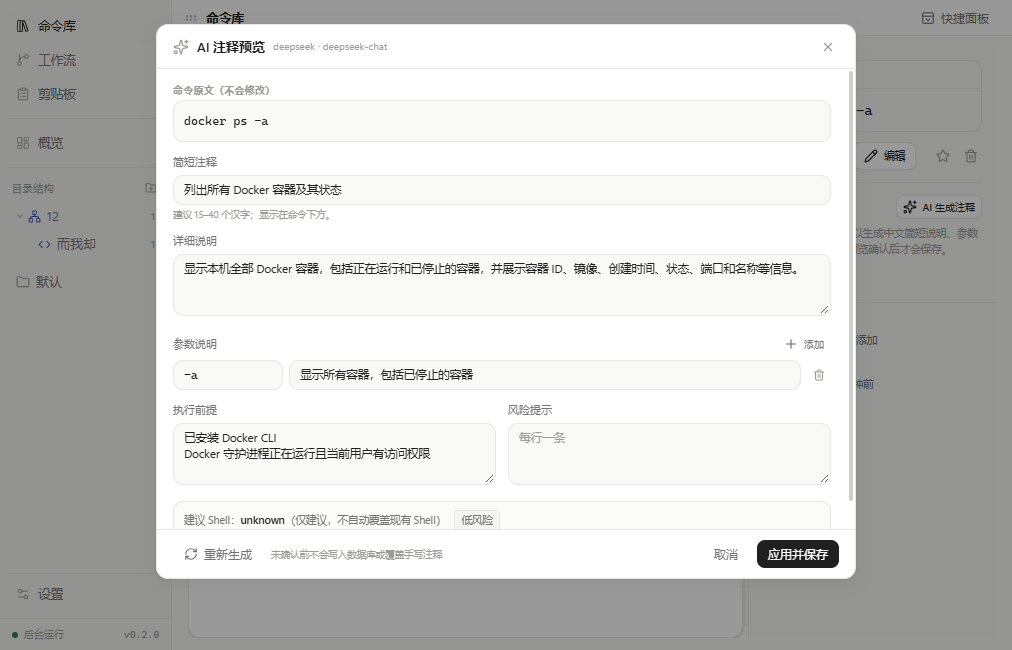 命令库
工作流
剪贴板
概览
目录结构
12
1
而我却
1
默认
设置
后台运行
v0.2.0
命令库
快捷面板
AI 注释预览
deepseek · deepseek-chat
命令原文（不会修改）
docker ps -a
简短注释
列出所有 Docker 容器及其状态
建议 15–40 个汉字；显示在命令下方。
详细说明
显示本机全部 Docker 容器，包括正在运行和已停止的容器，并展示容器 ID、镜像、创建时间、状态、端口和名称等信息。
参数说明
添加
-a
显示所有容器，包括已停止的容器
执行前提
已安装 Docker CLI
Docker 守护进程正在运行且当前用户有访问权限
风险提示
每行一条
建议 Shell：unknown（仅建议，不自动覆盖现有 Shell）
低风险
重新生成
未确认前不会写入数据库或覆盖手写注释
取消
应用并保存
-a
编辑
AI 生成注释
以生成中文简短说明、参数
览确认后才会保存。
添加
钟前